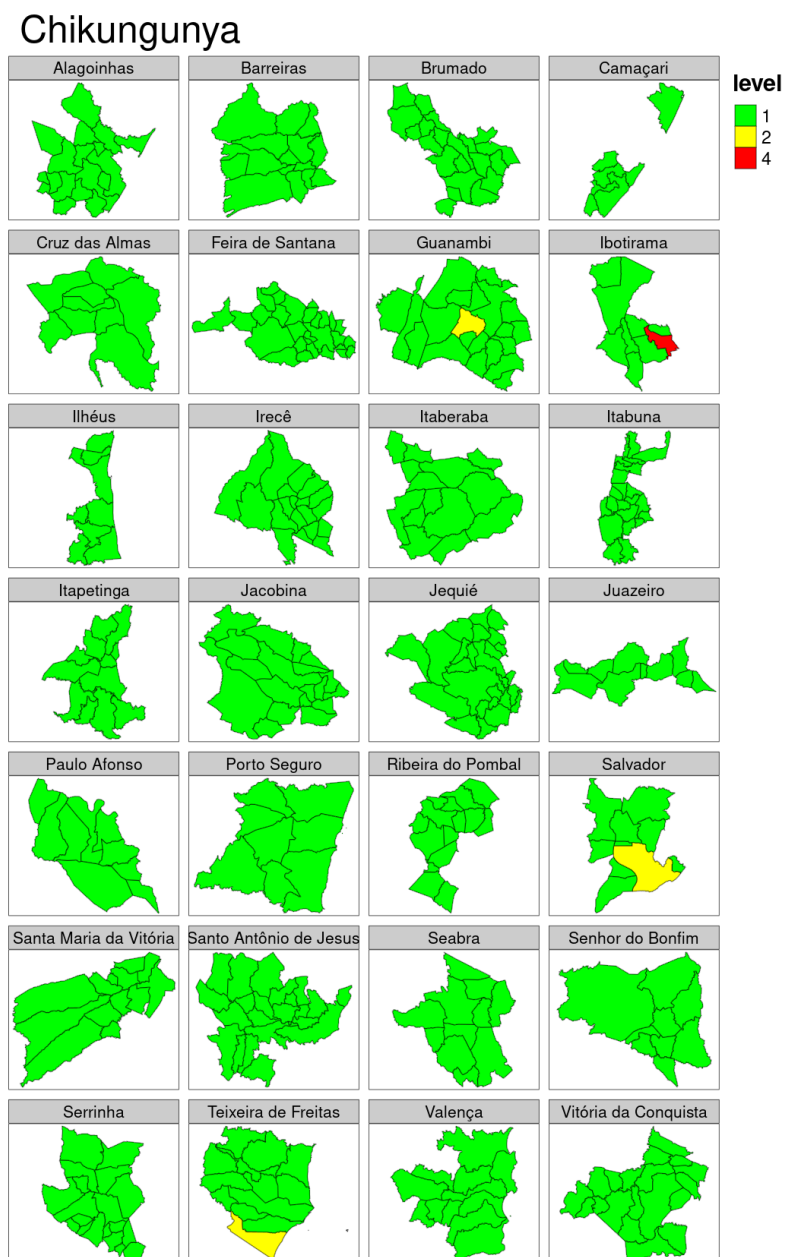 Chikungunya
Alagoinhas
Barreiras
Brumado
Camaçari
level
1
2
4
Cruz das Almas
Feira de Santana
Guanambi
Ibotirama
Ilhéus
Irecê
Itaberaba
Itabuna
Itapetinga
Jacobina
Jequié
Juazeiro
Paulo Afonso
Porto Seguro
Ribeira do Pombal
Salvador
Santa Maria da Vitória
Santo Antônio de Jesus
Seabra
Senhor do Bonfim
Serrinha
Teixeira de Freitas
Valença
Vitória da Conquista